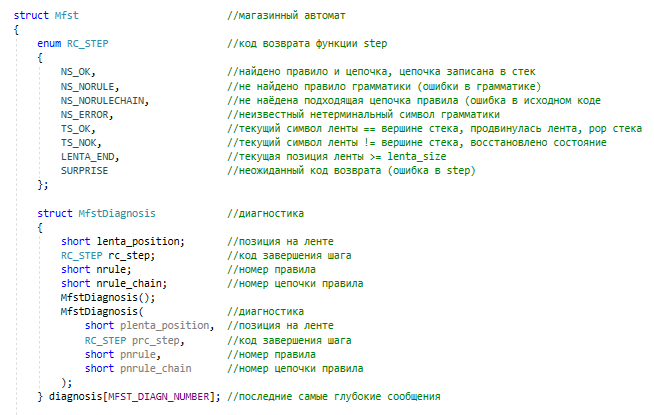 struct Mfst //магазинный автомат
{
enum RC_STEP //код возврата функции step
{
NS_OK, //найдено правило и цепочка, цепочка записана в стек
NS_NORULE, //не найдено правило грамматики (ошибки в грамматике)
NS_NORULECHAIN, //не наёдена подходящая цепочка правила (ошибка в исходном коде
NS_ERROR, //неизвестный нетерминальный символ грамматики
TS_OK, //текущий символ ленты == вершине стека, продвинулась лента, pop стека
TS_NOK, //текущий символ ленты != вершине стека, восстановлено состояние
LENTA_END, //текущая позиция ленты >= lenta_size
SURPRISE //неожиданный код возврата (ошибка в step)
};
struct MfstDiagnosis //диагностика
{
short lenta_position; //позиция на ленте
RC_STEP rc_step; //код завершения шага
short nrule; //номер правила
short nrule_chain; //номер цепочки правила
MfstDiagnosis();
MfstDiagnosis( //диагностика
short plenta_position, //позиция на ленте
RC_STEP prc_step, //код завершения шага
short pnrule, //номер правила
short pnrule_chain //номер цепочки правила
);
} diagnosis[MFST_DIAGN_NUMBER]; //последние самые глубокие сообщения